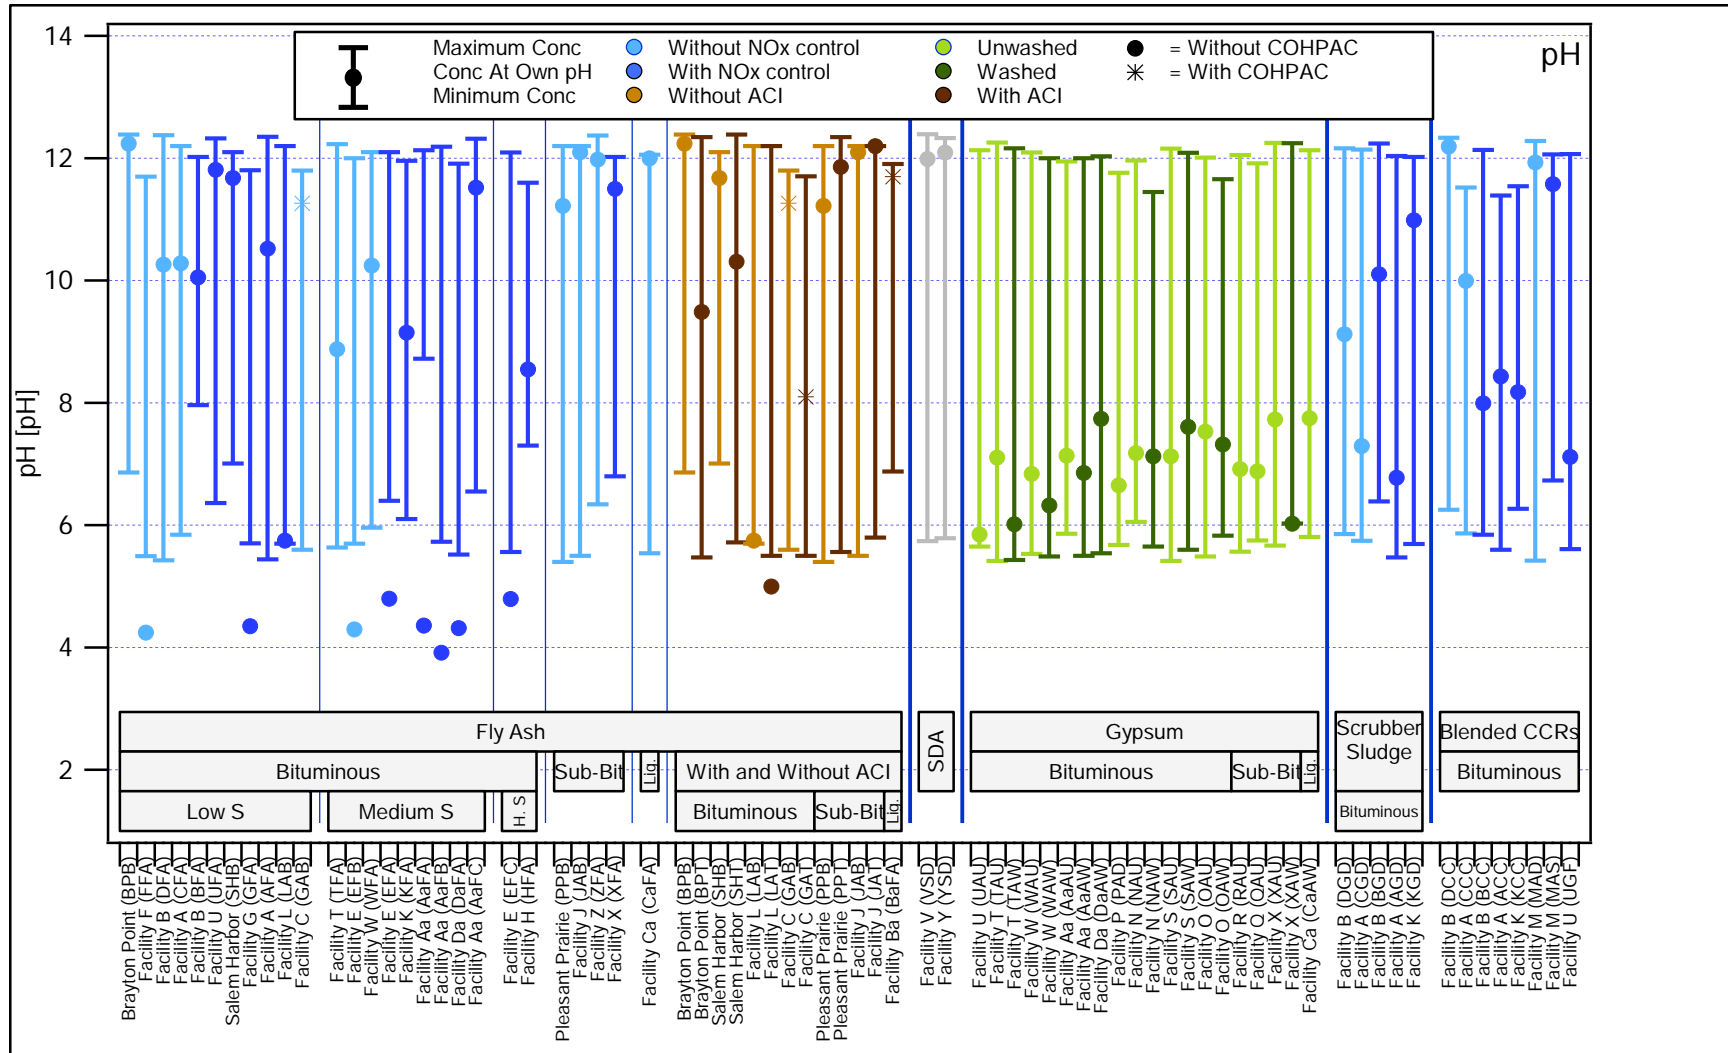 14
12
10
8
6
4
2
pH [pH]
pH
Maximum Conc
Conc At Own pH
Minimum Conc
Without NOx control
With NOx control
Without ACI
Unwashed
Washed
With ACI
= Without COHPAC
= With COHPAC
Fly Ash
Bituminous
Sub-Bit
Lig.
With and Without ACI
Low S
Medium S
H. S
Bituminous
Sub-Bit
Lig.
SDA
Gypsum
Bituminous
Sub-Bit
Lig.
Scrubber
Sludge
Bituminous
Blended CCRs
Bituminous
Brayton Point (BPB)
Facility F (FFA)
Facility B (DFA)
Facility A (CFA)
Facility B (BFA)
Facility U (UFA)
Salem Harbor (SHB)
Facility G (GFA)
Facility A (AFA)
Facility L (LAB)
Facility C (GAB)
Facility T (TFA)
Facility E (EFB)
Facility W (WFA)
Facility E (EFA)
Facility K (KFA)
Facility Aa (AaFA)
Facility Aa (AaFB)
Facility Da (DaFA)
Facility Aa (AaFC)
Facility E (EFC)
Facility H (HFA)
Pleasant Prairie (PPB)
Facility J (JAB)
Facility Z (ZFA)
Facility X (XFA)
Facility Ca (CaFA)
Brayton Point (BPB)
Brayton Point (BPT)
Salem Harbor (SHB)
Salem Harbor (SHT)
Facility L (LAB)
Facility L (LAT)
Facility C (GAB)
Facility C (GAT)
Pleasant Prairie (PPB)
Pleasant Prairie (PPT)
Facility J (JAB)
Facility J (JAT)
Facility Ba (BaFA)
Facility V (VSD)
Facility Y (YSD)
Facility U (UAU)
Facility T (TAU)
Facility T (TAW)
Facility W (WAU)
Facility W (WAW)
Facility Aa (AaAU)
Facility Aa (AaAW)
Facility Da (DaAW)
Facility P (PAD)
Facility N (NAU)
Facility N (NAW)
Facility S (SAU)
Facility S (SAW)
Facility O (OAU)
Facility O (OAW)
Facility R (RAU)
Facility Q (QAU)
Facility X (XAU)
Facility X (XAW)
Facility Ca (CaAW)
Facility B (DGD)
Facility A (CGD)
Facility B (BGD)
Facility A (AGD)
Facility K (KGD)
Facility B (DCC)
Facility A (CCC)
Facility B (BCC)
Facility A (ACC)
Facility K (KCC)
Facility M (MAD)
Facility M (MAS)
Facility U (UGF)